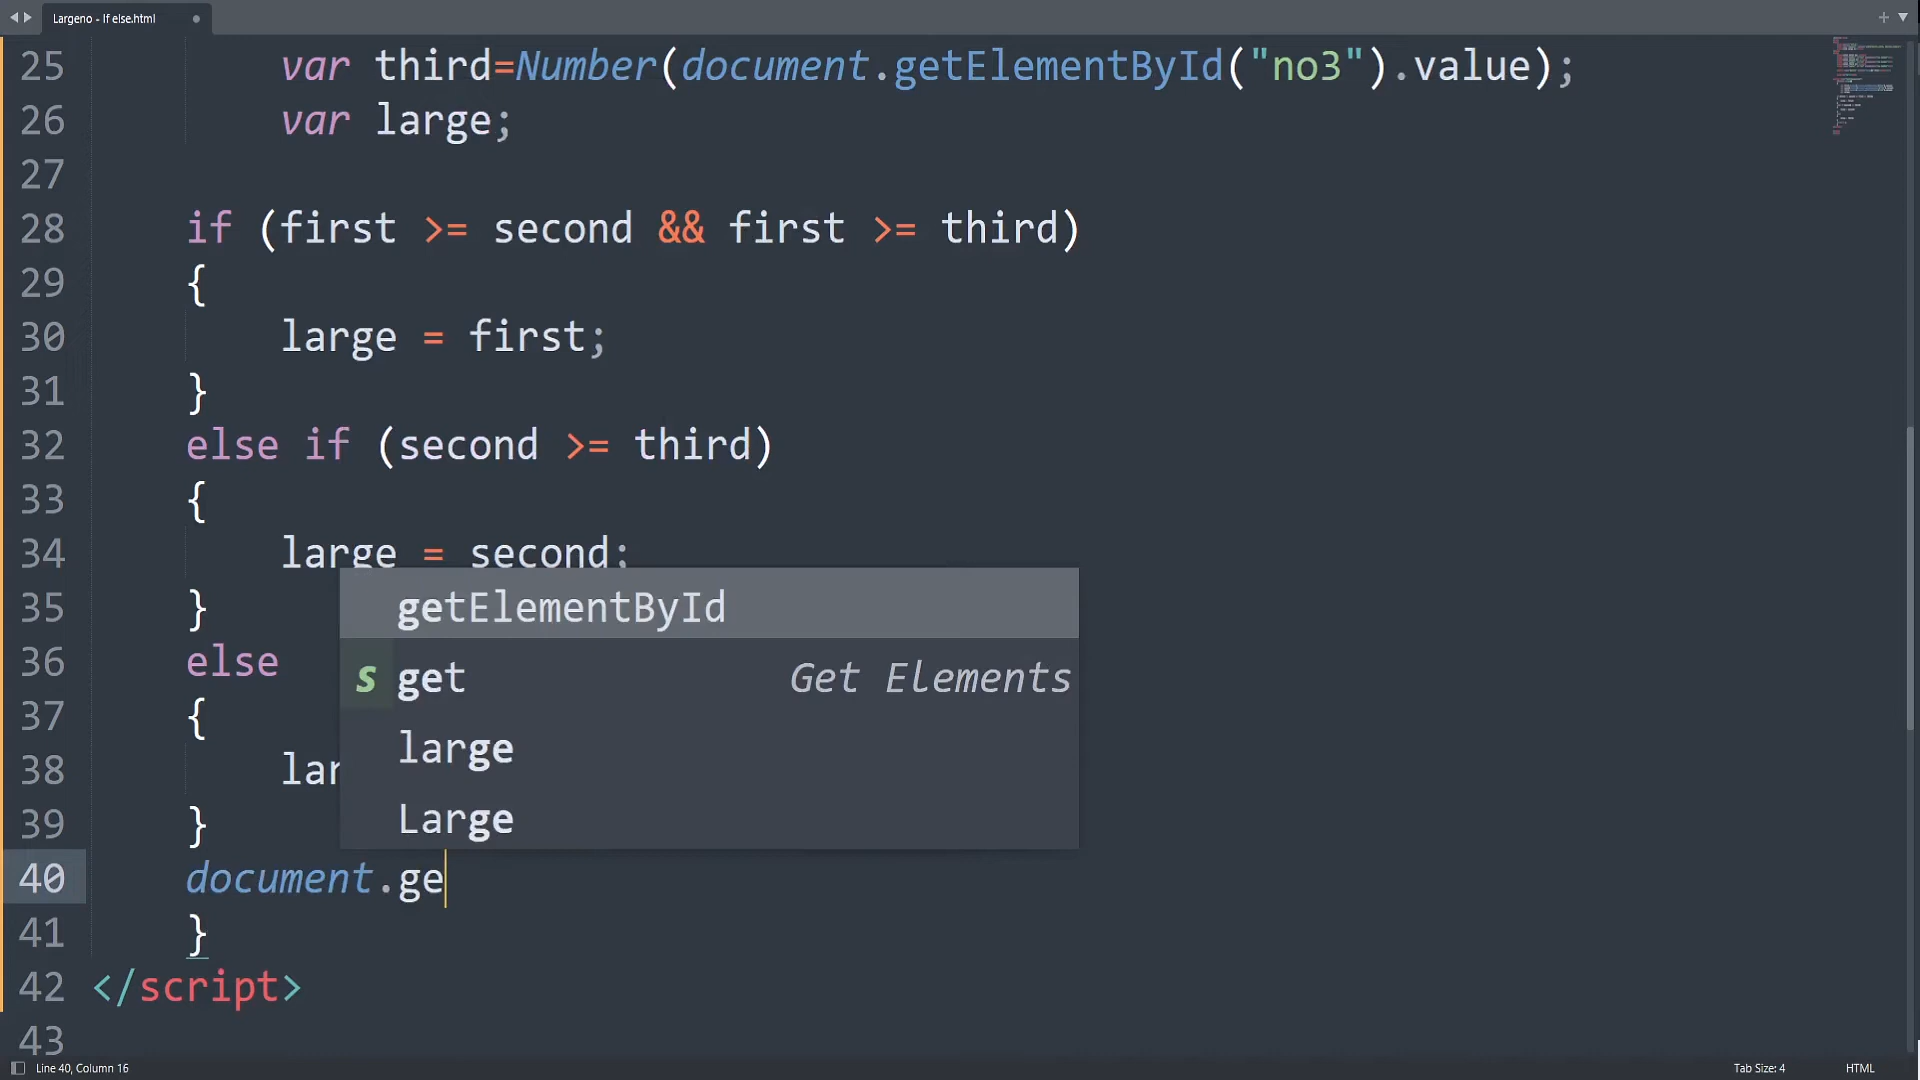 Largeno - If else.html
25 var third=Number(document.getElementById("no3").value);
26 var large;
27
28 if (first >= second && first >= third)
29 {
30 large = first;
31 }
32 else if (second >= third)
33 {
34 large = second;
getElementById
35 }
36 else
s get Get Elements
37 {
large
38 lar
Large
39 }
40 document.ge
41 }
42 </script>
43
Line 40, Column 16
Tab Size: 4
HTML